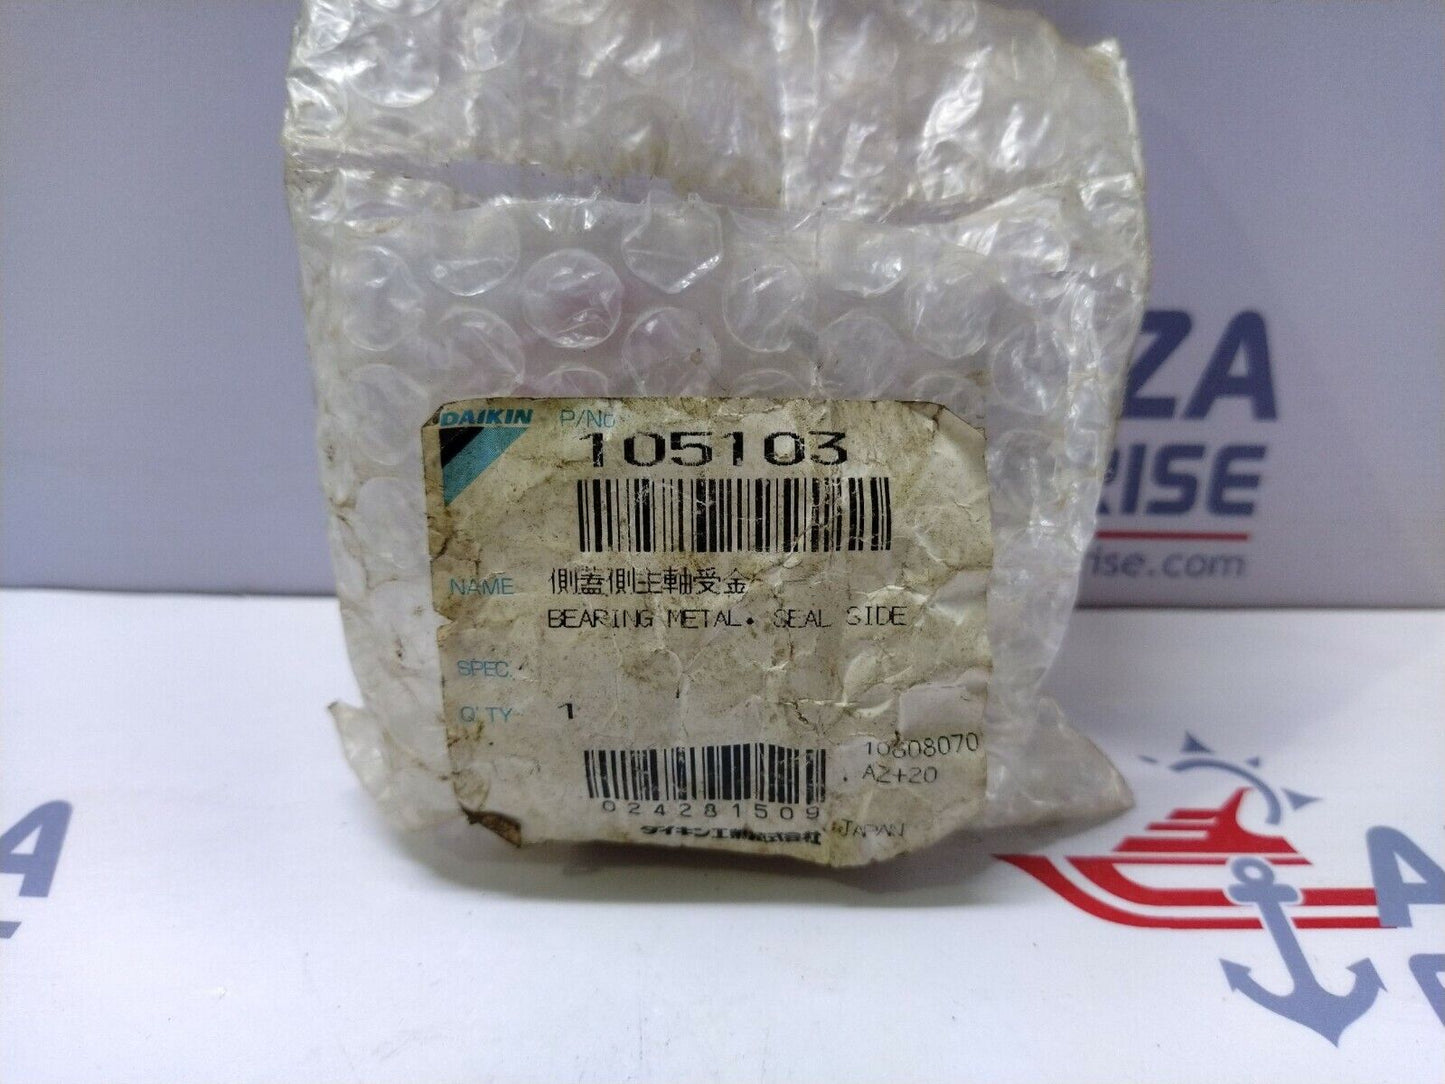 DAIKIN
P/No
105103
NAME 側蓋側主軸受金
BEARING METAL. SEAL SIDE
SPEC.
Q'TY 1
10608070
AZ+20
024281509
ダイキン工業株式会社 JAPAN
ZA
RISE
rise.com
A
A